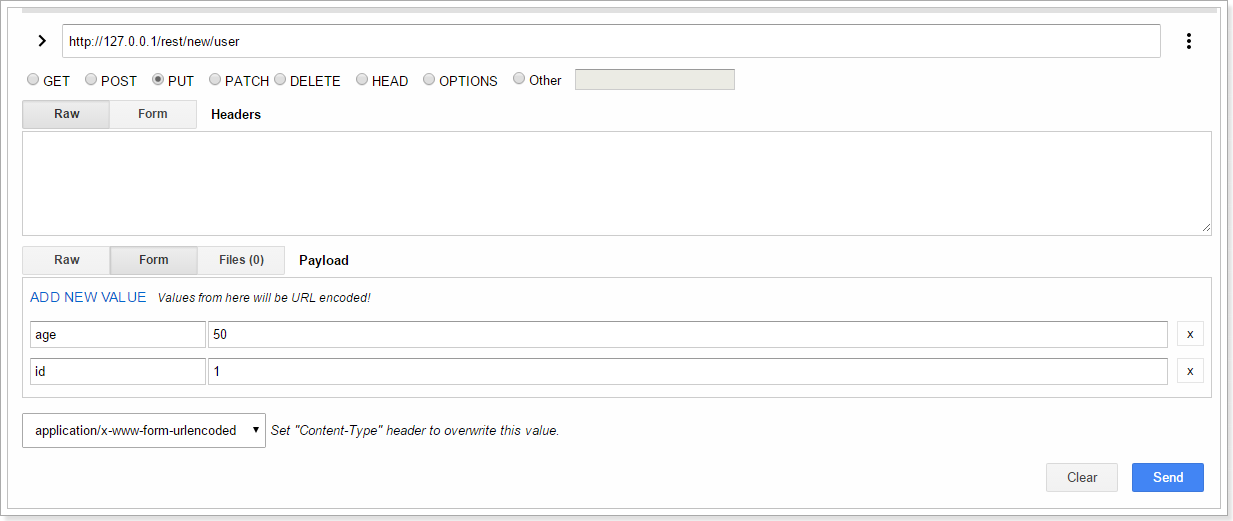 http://127.0.0.1/rest/new/user
GET POST PUT PATCH DELETE HEAD OPTIONS Other
Raw Form Headers
Raw Form Files (0) Payload
ADD NEW VALUE Values from here will be URL encoded!
age 50 x
id 1 x
application/x-www-form-urlencoded Set "Content-Type" header to overwrite this value.
Clear Send